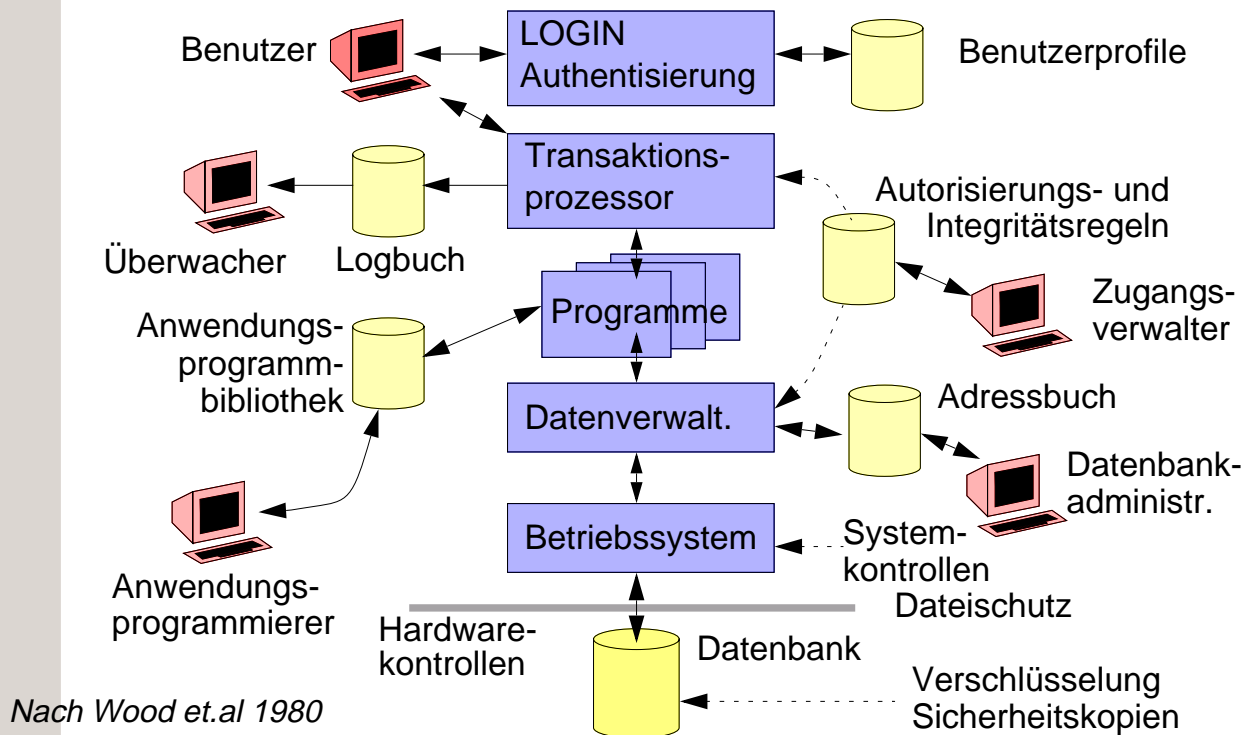 Benutzer
LOGIN
Authentisierung
Benutzerprofile
Transaktions-
prozessor
Autorisierungs- und
Integritätsregeln
Überwacher
Logbuch
Zugangs-
verwalter
Anwendungs-
programm-
bibliothek
Programme
Datenverwalt.
Adressbuch
Datenbank-
administr.
Betriebssystem
System-
kontrollen
Dateischutz
Anwendungs-
programmierer
Hardware-
kontrollen
Datenbank
Verschlüsselung
Sicherheitskopien
Nach Wood et.al 1980